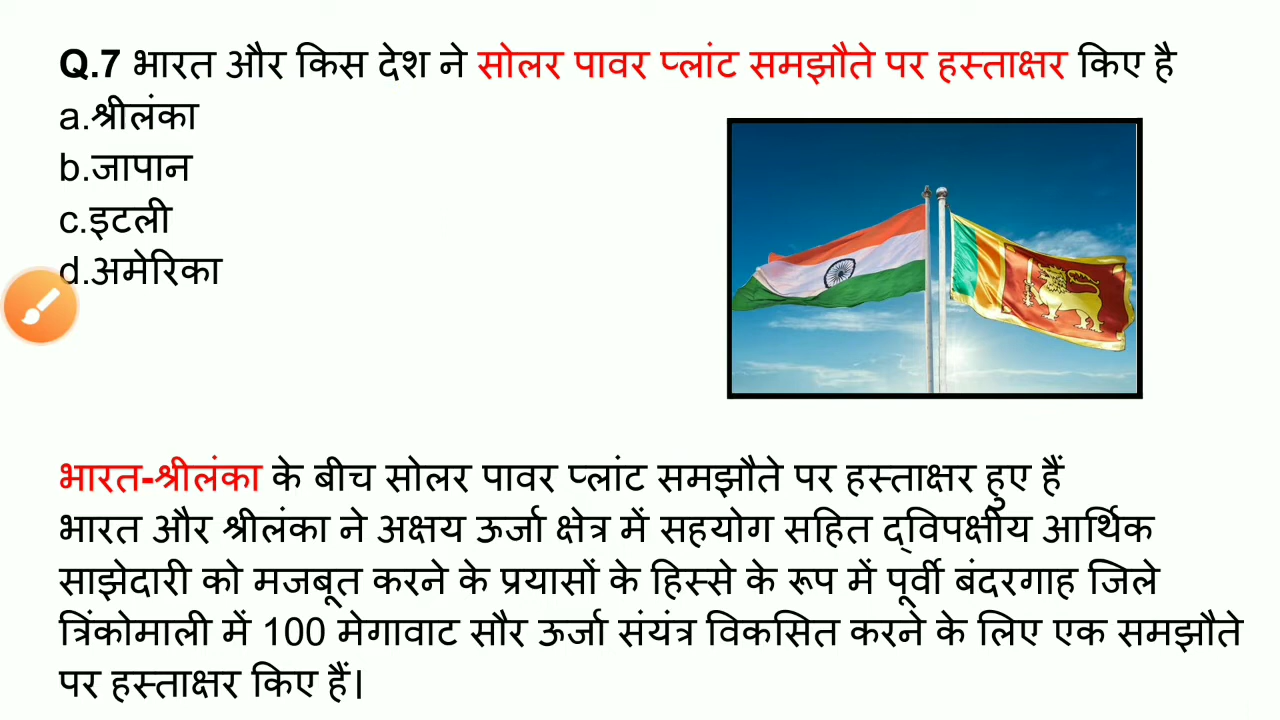 Q.7 भारत और किस देश ने सोलर पावर प्लांट समझौते पर हस्ताक्षर किए है
a.श्रीलंका
b.जापान
c.इटली
d.अमेरिका
भारत-श्रीलंका के बीच सोलर पावर प्लांट समझौते पर हस्ताक्षर हुए हैं
भारत और श्रीलंका ने अक्षय ऊर्जा क्षेत्र में सहयोग सहित द्विपक्षीय आर्थिक
साझेदारी को मजबूत करने के प्रयासों के हिस्से के रूप में पूर्वी बंदरगाह जिले
त्रिंकोमाली में 100 मेगावाट सौर ऊर्जा संयंत्र विकसित करने के लिए एक समझौते
पर हस्ताक्षर किए हैं।